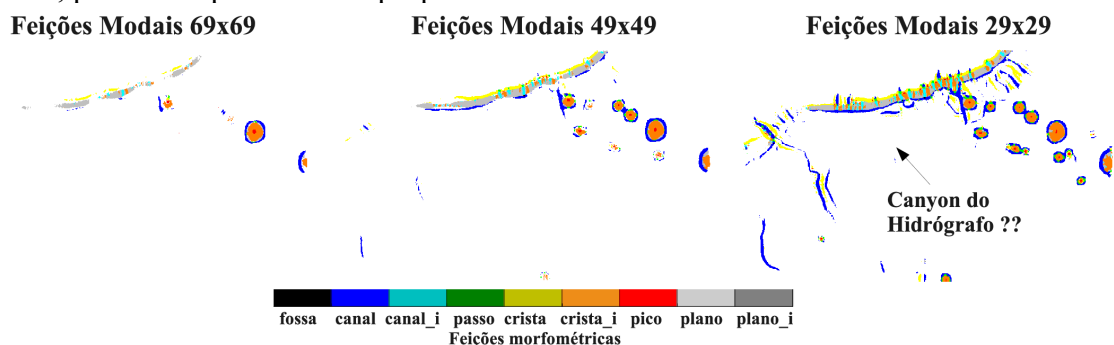 Feições Modais 69x69
Feições Modais 49x49
Feições Modais 29x29
Canyon do
Hidrógrafo ??
fossa canal canal_i passo crista crista_i pico plano plano_i
Feições morfométricas